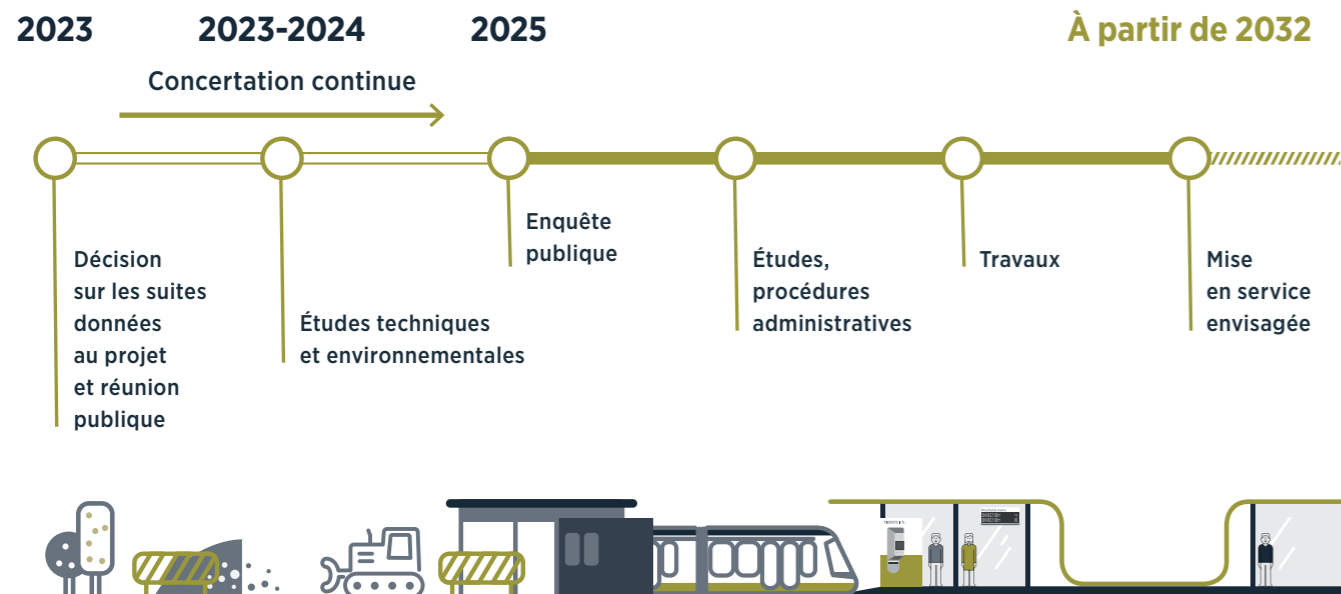 2023
2023-2024
2025
À partir de 2032
Concertation continue
Décision
sur les suites
données
au projet
et réunion
publique
Études techniques
et environnementales
Enquête
publique
Études,
procédures
administratives
Travaux
Mise
en service
envisagée